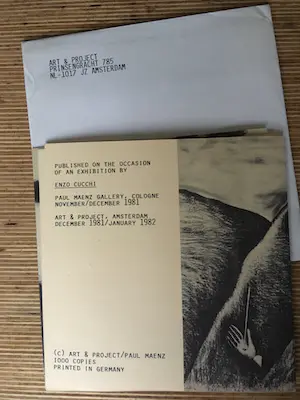 ART & PROJECT
PRINSENGRACHT 785
NL-1017 JZ AMSTERDAM
PUBLISHED ON THE OCCASION
OF AN EXHIBITION BY
ENZO CUCCHI
PAUL MAENZ GALLERY, COLOGNE
NOVEMBER/DECEMBER 1981
ART & PROJECT, AMSTERDAM
DECEMBER 1981/JANUARY 1982
(c) ART & PROJECT/PAUL MAENZ
1000 COPIES
PRINTED IN GERMANY